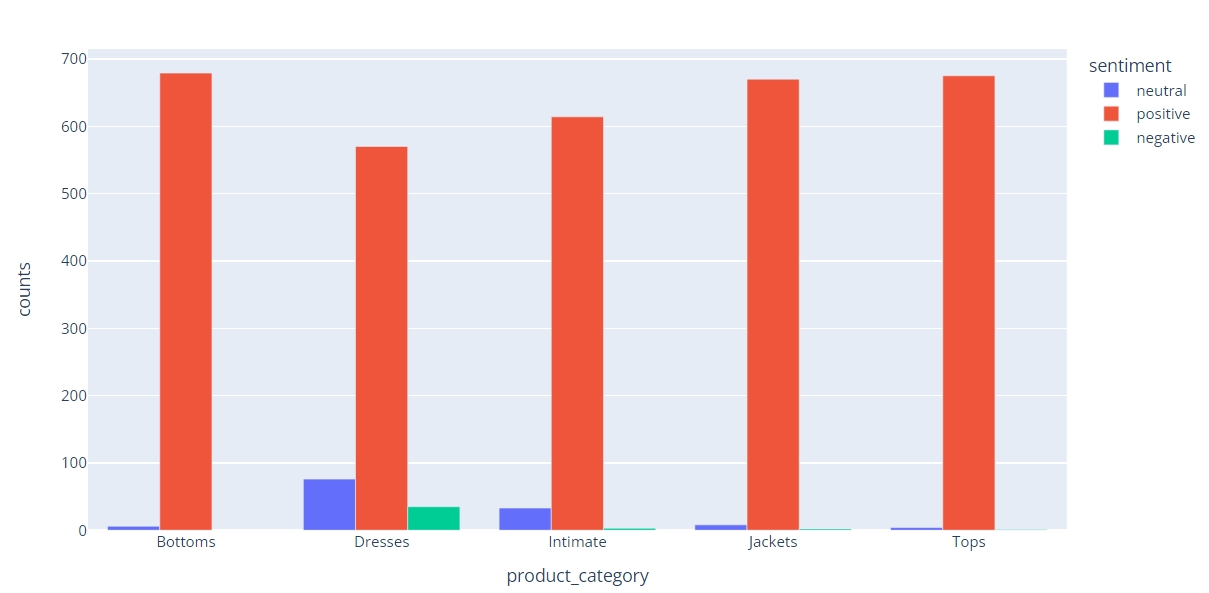 700
600
500
400
300
200
100
0
counts
Bottoms
Dresses
Intimate
Jackets
Tops
product_category
sentiment
neutral
positive
negative